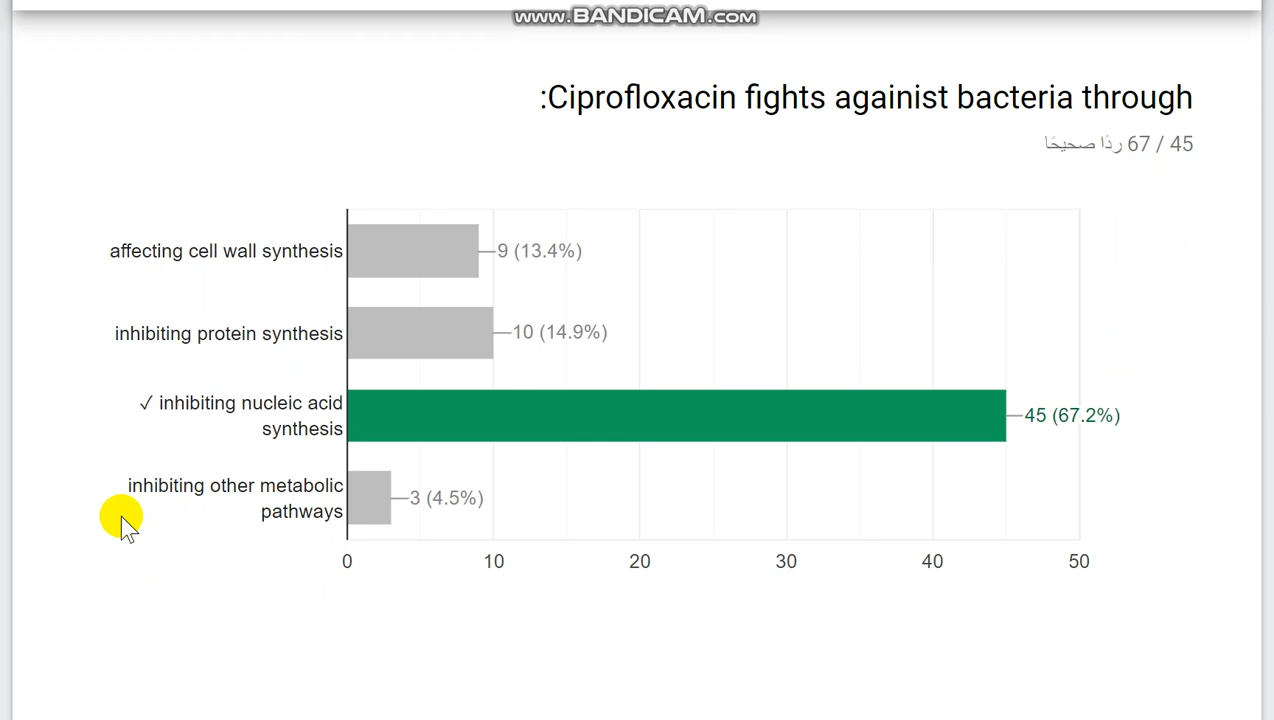 www.BANDICAM.com
:Ciprofloxacin fights againist bacteria through
45 / 67 ردًا صحيحًا
affecting cell wall synthesis
9 (13.4%)
inhibiting protein synthesis
10 (14.9%)
✓ inhibiting nucleic acid
synthesis
45 (67.2%)
inhibiting other metabolic
pathways
3 (4.5%)
0 10 20 30 40 50